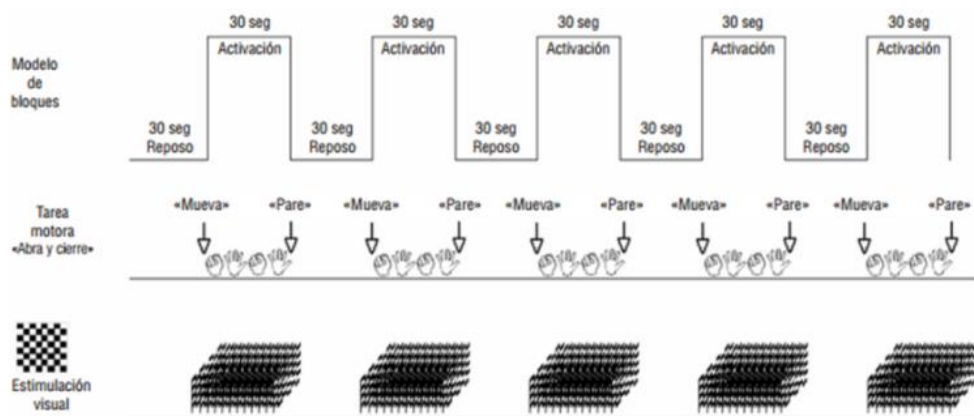 30 seg 30 seg 30 seg 30 seg 30 seg
Activación Activación Activación Activación Activación
Modelo
de
bloques
30 seg 30 seg 30 seg 30 seg 30 seg
Reposo Reposo Reposo Reposo Reposo
«Mueva» «Pare» «Mueva» «Pare» «Mueva» «Pare» «Mueva» «Pare» «Mueva» «Pare»
Tarea
motora
«Abra y cierre»
Estimulación
visual